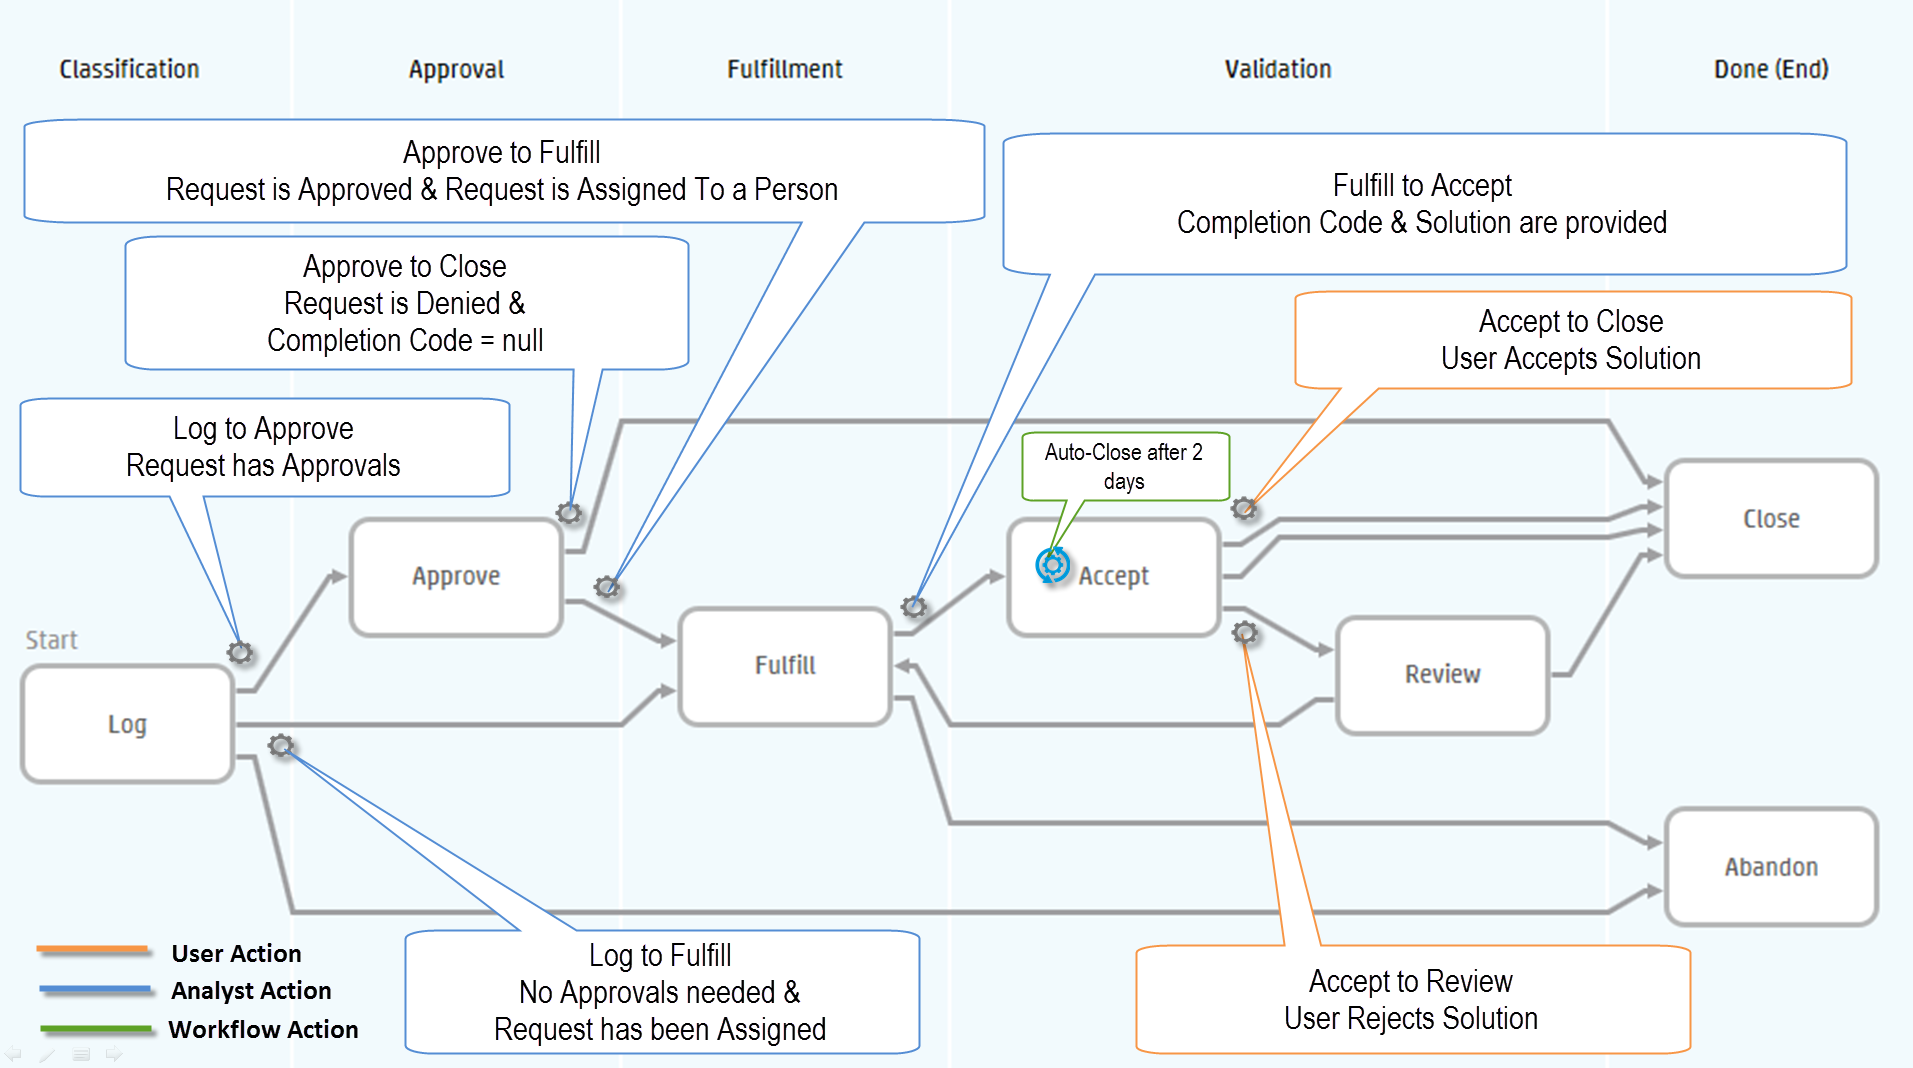 Classification
Approval
Fulfillment
Validation
Done (End)
Approve to Fulfill
Request is Approved & Request is Assigned To a Person
Fulfill to Accept
Completion Code & Solution are provided
Approve to Close
Request is Denied &
Completion Code = null
Accept to Close
User Accepts Solution
Log to Approve
Request has Approvals
Auto-Close after 2
days
Close
Approve
Accept
Start
Fulfill
Review
Log
Abandon
User Action
Analyst Action
Workflow Action
Log to Fulfill
No Approvals needed &
Request has been Assigned
Accept to Review
User Rejects Solution